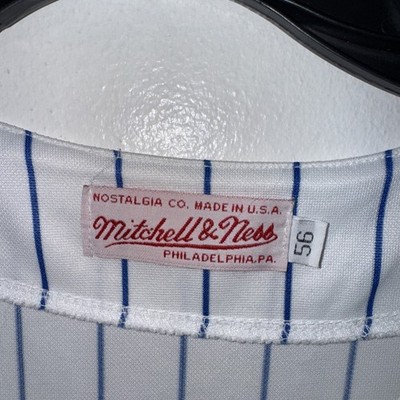 NOSTALGIA CO. MADE IN U.S.A.
Mitchell & Ness
PHILADELPHIA, PA.
56